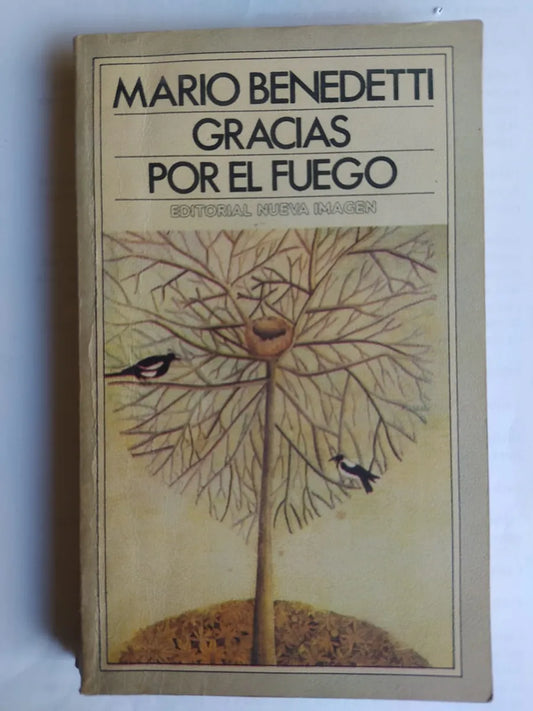 MARIO BENEDETTI
GRACIAS
POR EL FUEGO
EDITORIAL NUEVA IMAGEN